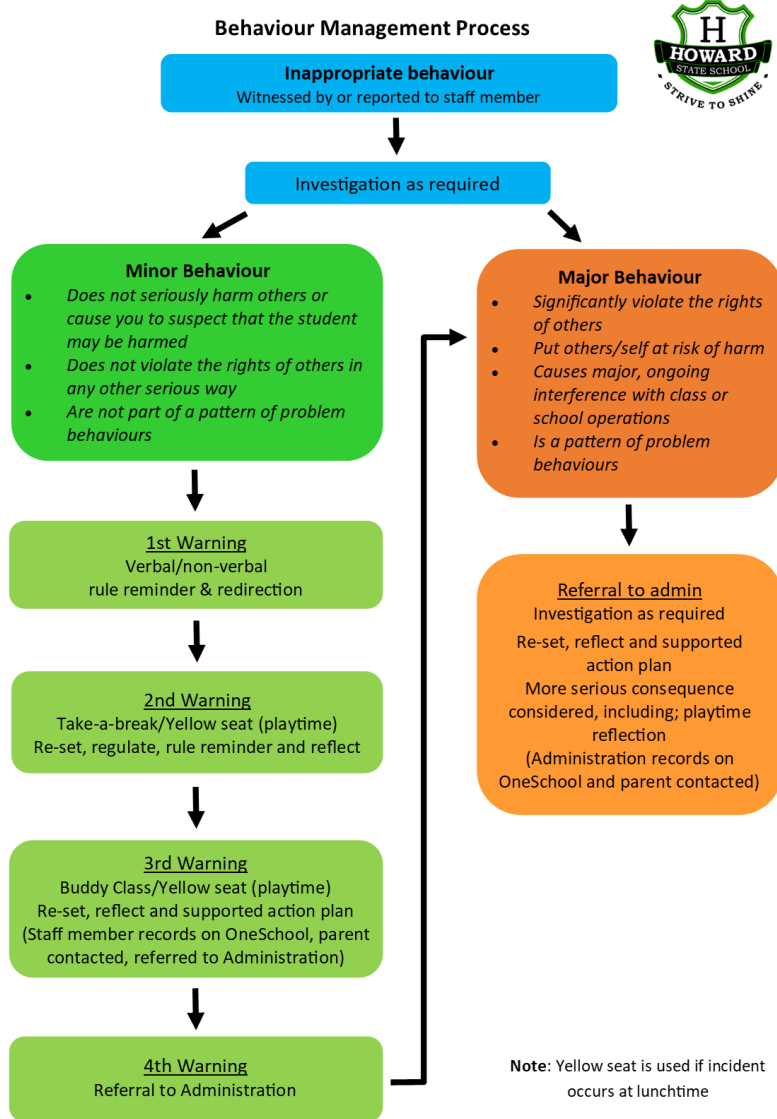 Behaviour Management Process
H
HOWARD
STATE SCHOOL
STRIVE TO SHINE
Inappropriate behaviour
Witnessed by or reported to staff member
Investigation as required
Minor Behaviour
• Does not seriously harm others or
cause you to suspect that the student
may be harmed
• Does not violate the rights of others in
any other serious way
• Are not part of a pattern of problem
behaviours
1st Warning
Verbal/non-verbal
rule reminder & redirection
2nd Warning
Take-a-break/Yellow seat (playtime)
Re-set, regulate, rule reminder and reflect
3rd Warning
Buddy Class/Yellow seat (playtime)
Re-set, reflect and supported action plan
(Staff member records on OneSchool, parent
contacted, referred to Administration)
4th Warning
Referral to Administration
Major Behaviour
• Significantly violate the rights
of others
• Put others/self at risk of harm
• Causes major, ongoing
interference with class or
school operations
• Is a pattern of problem
behaviours
Referral to admin
Investigation as required
Re-set, reflect and supported
action plan
More serious consequence
considered, including; playtime
reflection
(Administration records on
OneSchool and parent contacted)
Note: Yellow seat is used if incident
occurs at lunchtime